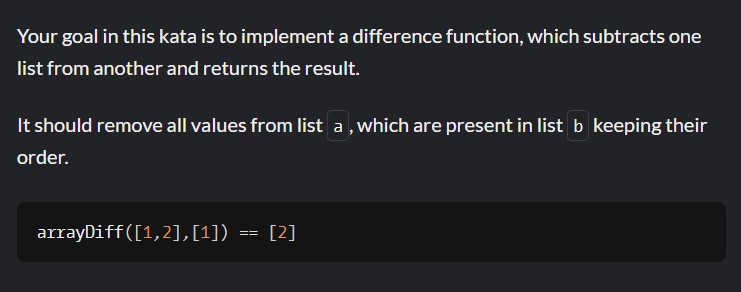 Your goal in this kata is to implement a difference function, which subtracts one
list from another and returns the result.
It should remove all values from list a, which are present in list b keeping their
order.
arrayDiff([1,2],[1]) == [2]